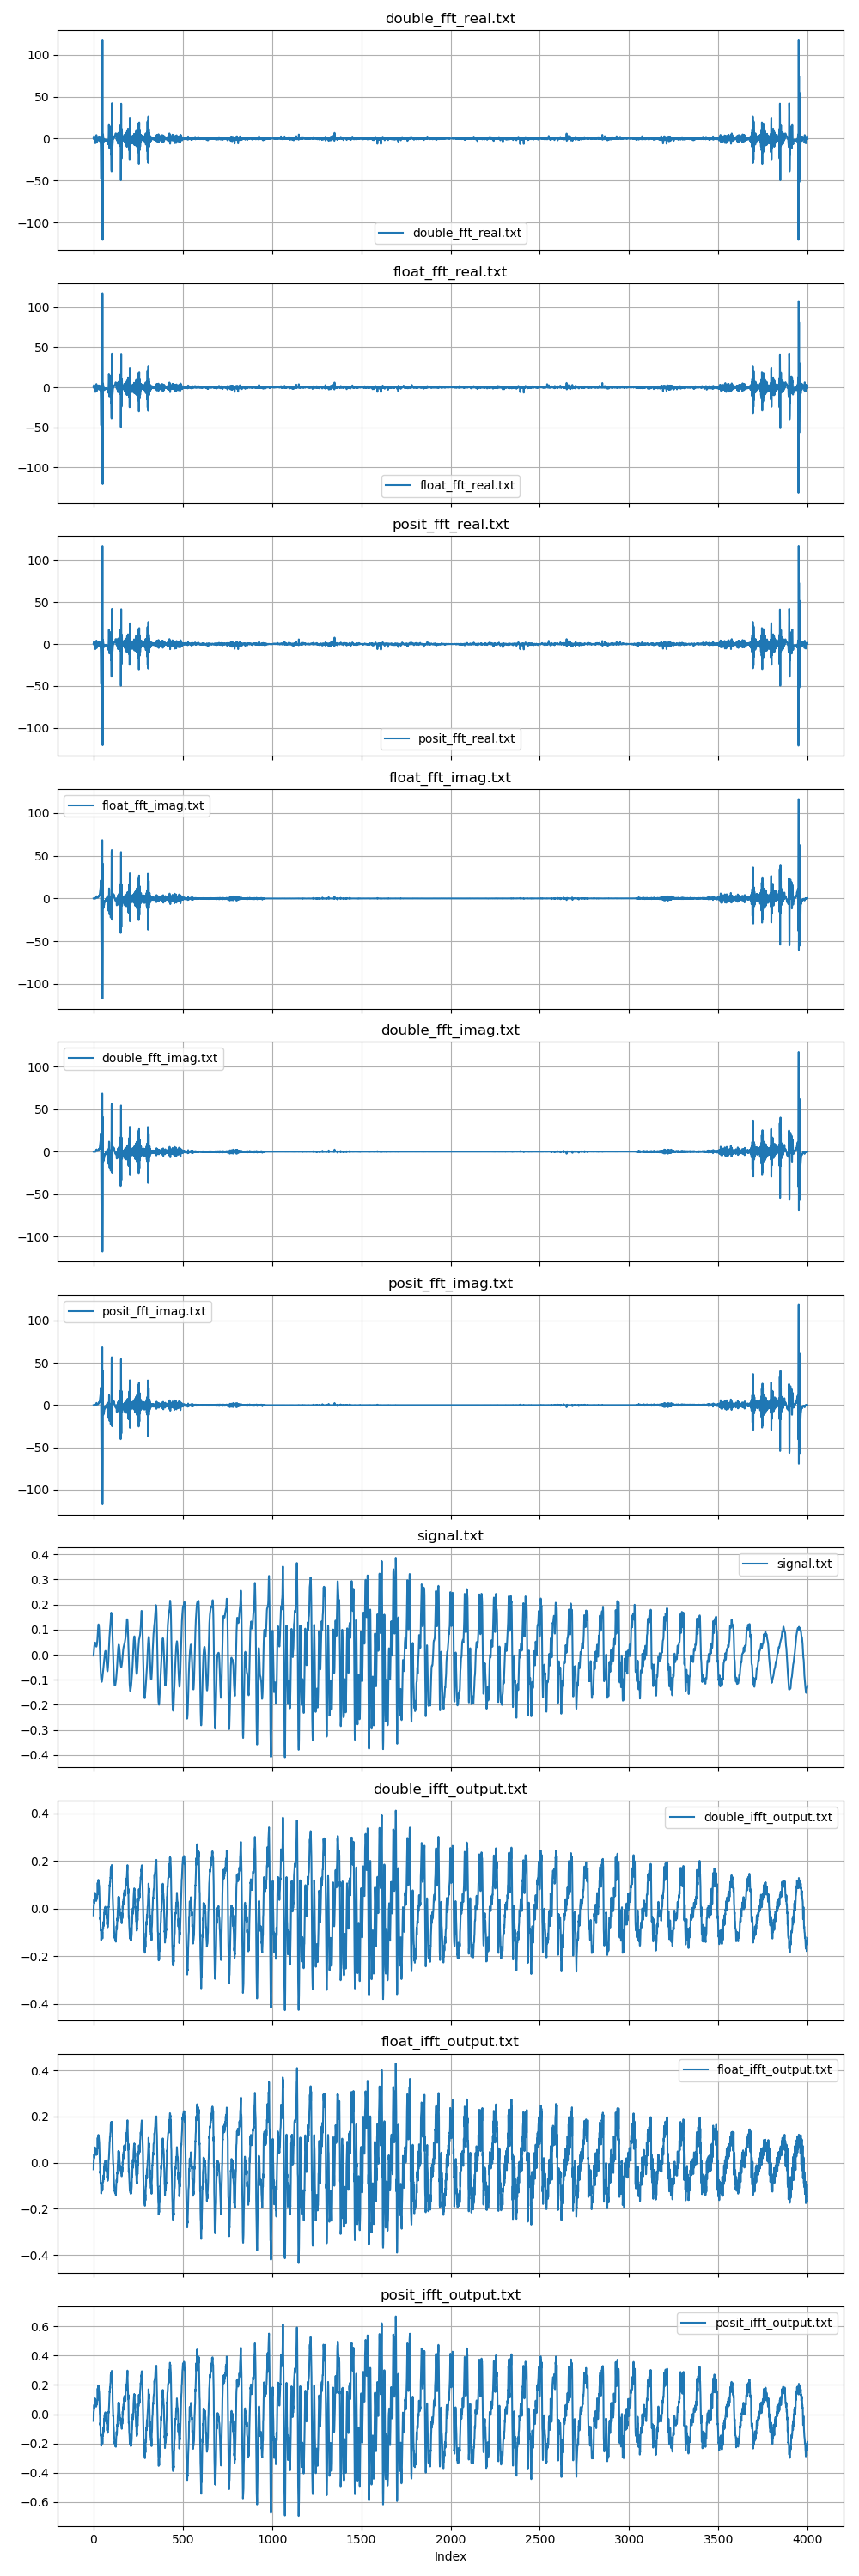 double_fft_real.txt
100
50
0
−50
−100
double_fft_real.txt
float_fft_real.txt
100
50
0
−50
−100
float_fft_real.txt
posit_fft_real.txt
100
50
0
−50
−100
posit_fft_real.txt
float_fft_imag.txt
float_fft_imag.txt
100
50
0
−50
−100
double_fft_imag.txt
double_fft_imag.txt
100
50
0
−50
−100
posit_fft_imag.txt
posit_fft_imag.txt
100
50
0
−50
−100
signal.txt
signal.txt
0.4
0.3
0.2
0.1
0.0
−0.1
−0.2
−0.3
−0.4
double_ifft_output.txt
double_ifft_output.txt
0.4
0.2
0.0
−0.2
−0.4
float_ifft_output.txt
float_ifft_output.txt
0.4
0.2
0.0
−0.2
−0.4
posit_ifft_output.txt
posit_ifft_output.txt
0.6
0.4
0.2
0.0
−0.2
−0.4
−0.6
0 500 1000 1500 2000 2500 3000 3500 4000
Index